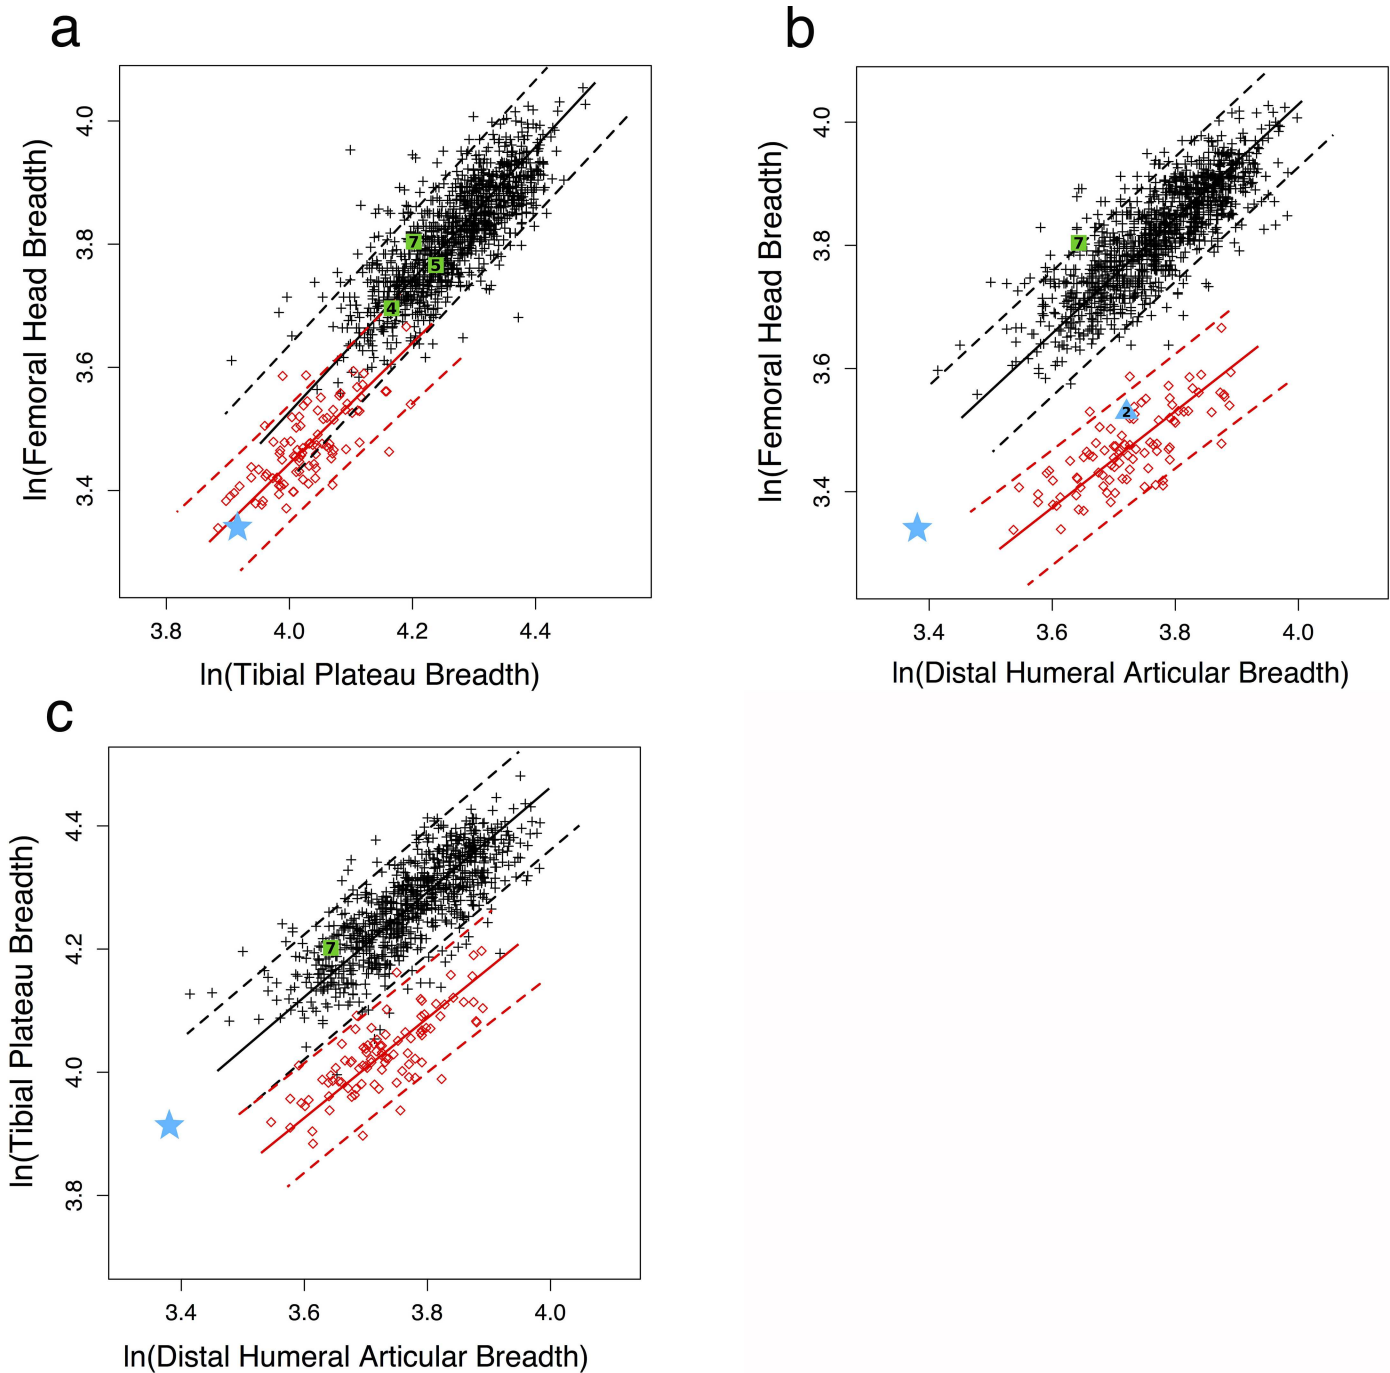 a
ln(Femoral Head Breadth)
4.0
3.8
3.6
3.4
7
5
4
3.8 4.0 4.2 4.4
ln(Tibial Plateau Breadth)
b
ln(Femoral Head Breadth)
4.0
3.8
3.6
3.4
7
2
3.4 3.6 3.8 4.0
ln(Distal Humeral Articular Breadth)
c
ln(Tibial Plateau Breadth)
4.4
4.2
4.0
3.8
7
3.4 3.6 3.8 4.0
ln(Distal Humeral Articular Breadth)